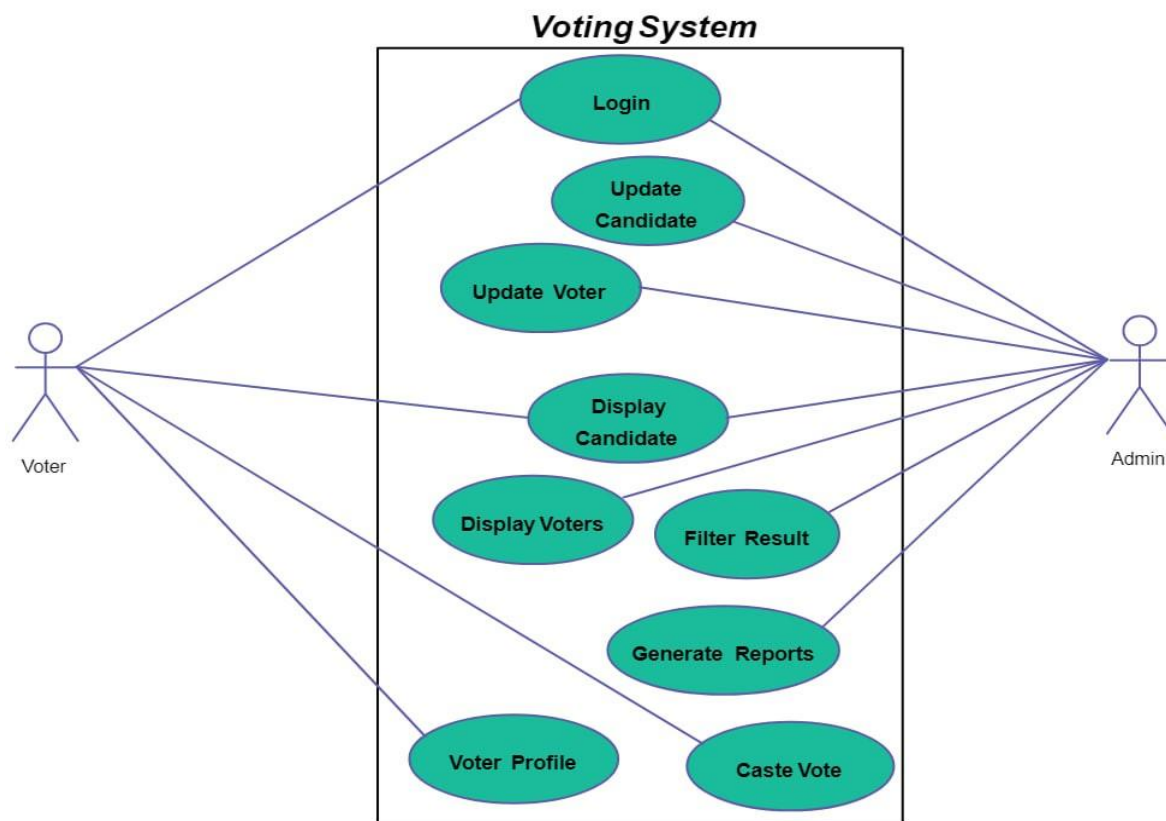 Voting System
Login
Update
Candidate
Update Voter
Display
Candidate
Voter
Admin
Display Voters
Filter Result
Generate Reports
Voter Profile
Caste Vote